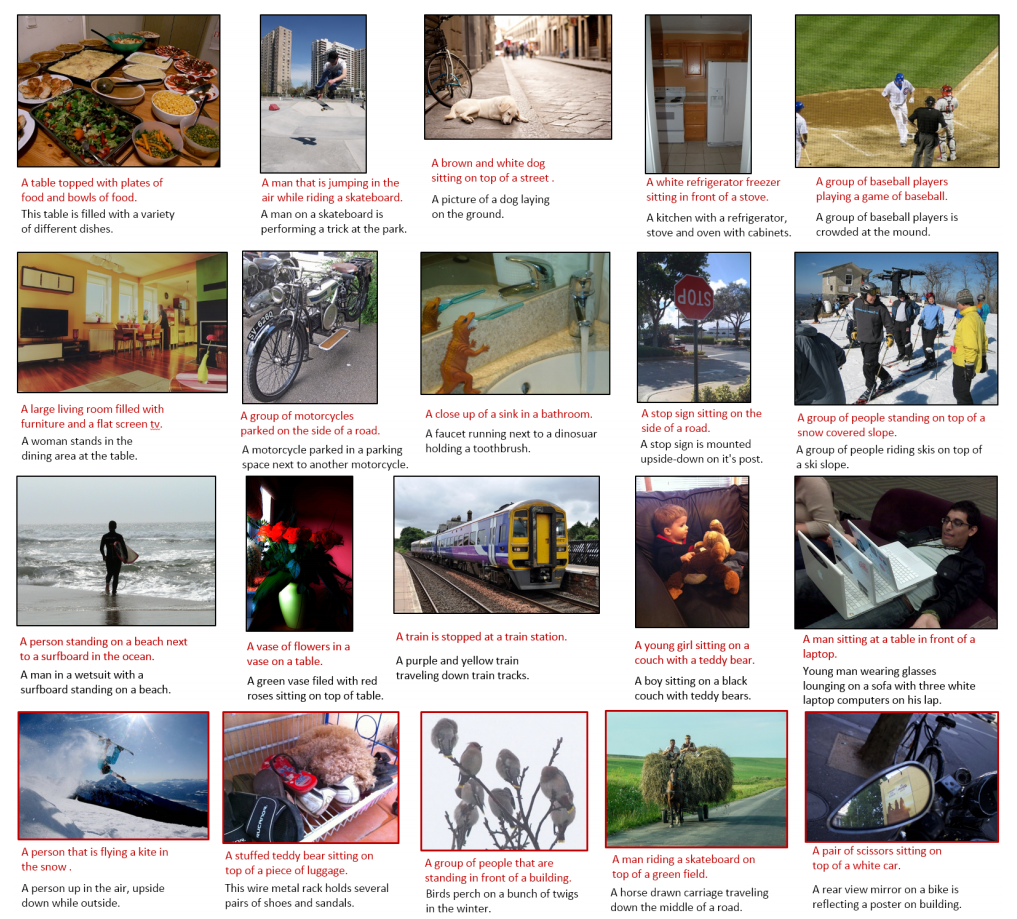 A table topped with plates of
food and bowls of food.
This table is filled with a variety
of different dishes.
A man that is jumping in the
air while riding a skateboard.
A man on a skateboard is
performing a trick at the park.
A brown and white dog
sitting on top of a street .
A picture of a dog laying
on the ground.
A white refrigerator freezer
sitting in front of a stove.
A kitchen with a refrigerator,
stove and oven with cabinets.
A group of baseball players
playing a game of baseball.
A group of baseball players is
crowded at the mound.
A large living room filled with
furniture and a flat screen tv.
A woman stands in the
dining area at the table.
BV-6280
A group of motorcycles
parked on the side of a road.
A motorcycle parked in a parking
space next to another motorcycle.
A close up of a sink in a bathroom.
A faucet running next to a dinosuar
holding a toothbrush.
STOP
A stop sign sitting on the
side of a road.
A stop sign is mounted
upside-down on it's post.
A group of people standing on top of a
snow covered slope.
A group of people riding skis on top of
a ski slope.
A person standing on a beach next
to a surfboard in the ocean.
A man in a wetsuit with a
surfboard standing on a beach.
A vase of flowers in a
vase on a table.
A green vase filled with red
roses sitting on top of table.
A train is stopped at a train station.
A purple and yellow train
traveling down train tracks.
A young girl sitting on a
couch with a teddy bear.
A boy sitting on a black
couch with teddy bears.
A man sitting at a table in front of a
laptop.
Young man wearing glasses
lounging on a sofa with three white
laptop computers on his lap.
A person that is flying a kite in
the snow .
A person up in the air, upside
down while outside.
A stuffed teddy bear sitting on
top of a piece of luggage.
This wire metal rack holds several
pairs of shoes and sandals.
A group of people that are
standing in front of a building.
Birds perch on a bunch of twigs
in the winter.
A man riding a skateboard on
top of a green field.
A horse drawn carriage traveling
down the middle of a road.
A pair of scissors sitting on
top of a white car.
A rear view mirror on a bike is
reflecting a poster on building.